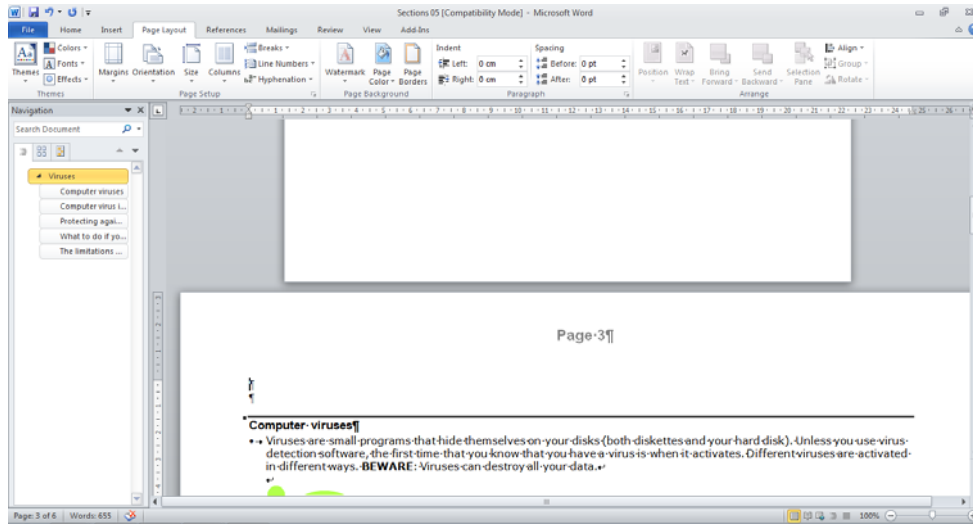 Sections 05 [Compatibility Mode] - Microsoft Word
File Home Insert Page Layout References Mailings Review View Add-Ins
Themes
Colors
Fonts
Effects
Themes
Margins Orientation Size Columns
Breaks
Line Numbers
Hyphenation
Page Setup
Watermark Page Color Page Borders
Page Background
Indent
Left: 0 cm
Right: 0 cm
Spacing
Before: 0 pt
After: 0 pt
Paragraph
Position Wrap Text Bring Forward Send Backward Selection Pane
Align
Group
Rotate
Arrange
Navigation
Search Document
Viruses
Computer viruses
Computer virus i...
Protecting agai...
What to do if yo...
The limitations ...
Page·3¶
¶
¶
Computer·viruses¶
Viruses·are·small·programs·that·hide·themselves·on·your·disks·(both·diskettes·and·your·hard·disk).·Unless·you·use·virus·
detection·software,·the·first·time·that·you·know·that·you·have·a·virus·is·when·it·activates.·Different·viruses·are·activated·
in·different·ways.·BEWARE:·Viruses·can·destroy·all·your·data.
Page: 3 of 6 Words: 655 100%